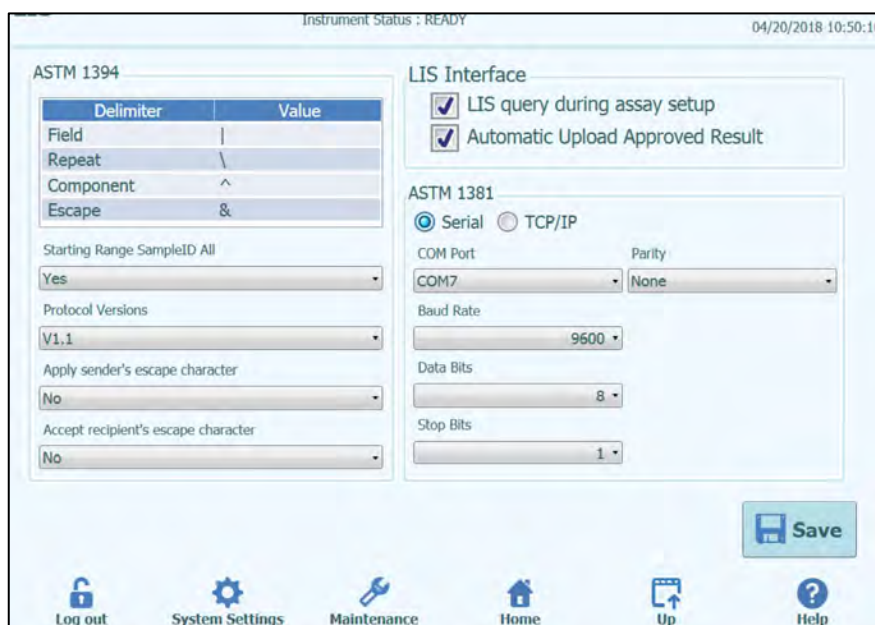 LIS
Instrument Status : READY
04/20/2018 10:50:1
ASTM 1394
Delimiter Value
Field |
Repeat \
Component ^
Escape &
Starting Range SampleID All
Yes
Protocol Versions
V1.1
Apply sender's escape character
No
Accept recipient's escape character
No
LIS Interface
LIS query during assay setup
Automatic Upload Approved Result
ASTM 1381
Serial TCP/IP
COM Port Parity
COM7 None
Baud Rate
9600
Data Bits
8
Stop Bits
1
Save
Log out System Settings Maintenance Home Up Help